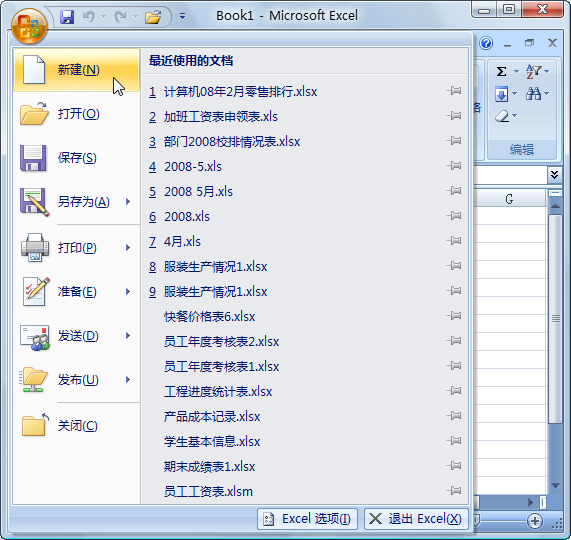 Book1 - Microsoft Excel
新建(N)
打开(O)
保存(S)
另存为(A)
打印(P)
准备(E)
发送(D)
发布(U)
关闭(C)
最近使用的文档
1 计算机08年2月零售排行.xlsx
2 加班工资表申领表.xls
3 部门2008校排情况表.xlsx
4 2008-5.xls
5 2008 5月.xls
6 2008.xls
7 4月.xls
8 服装生产情况1.xlsx
9 服装生产情况1.xlsx
快餐价格表6.xlsx
员工年度考核表2.xlsx
员工年度考核表1.xlsx
工程进度统计表.xlsx
产品成本记录.xlsx
学生基本信息.xlsx
期末成绩表1.xlsx
员工工资表.xlsm
Excel 选项(I)
退出 Excel(X)
Σ
编辑
G